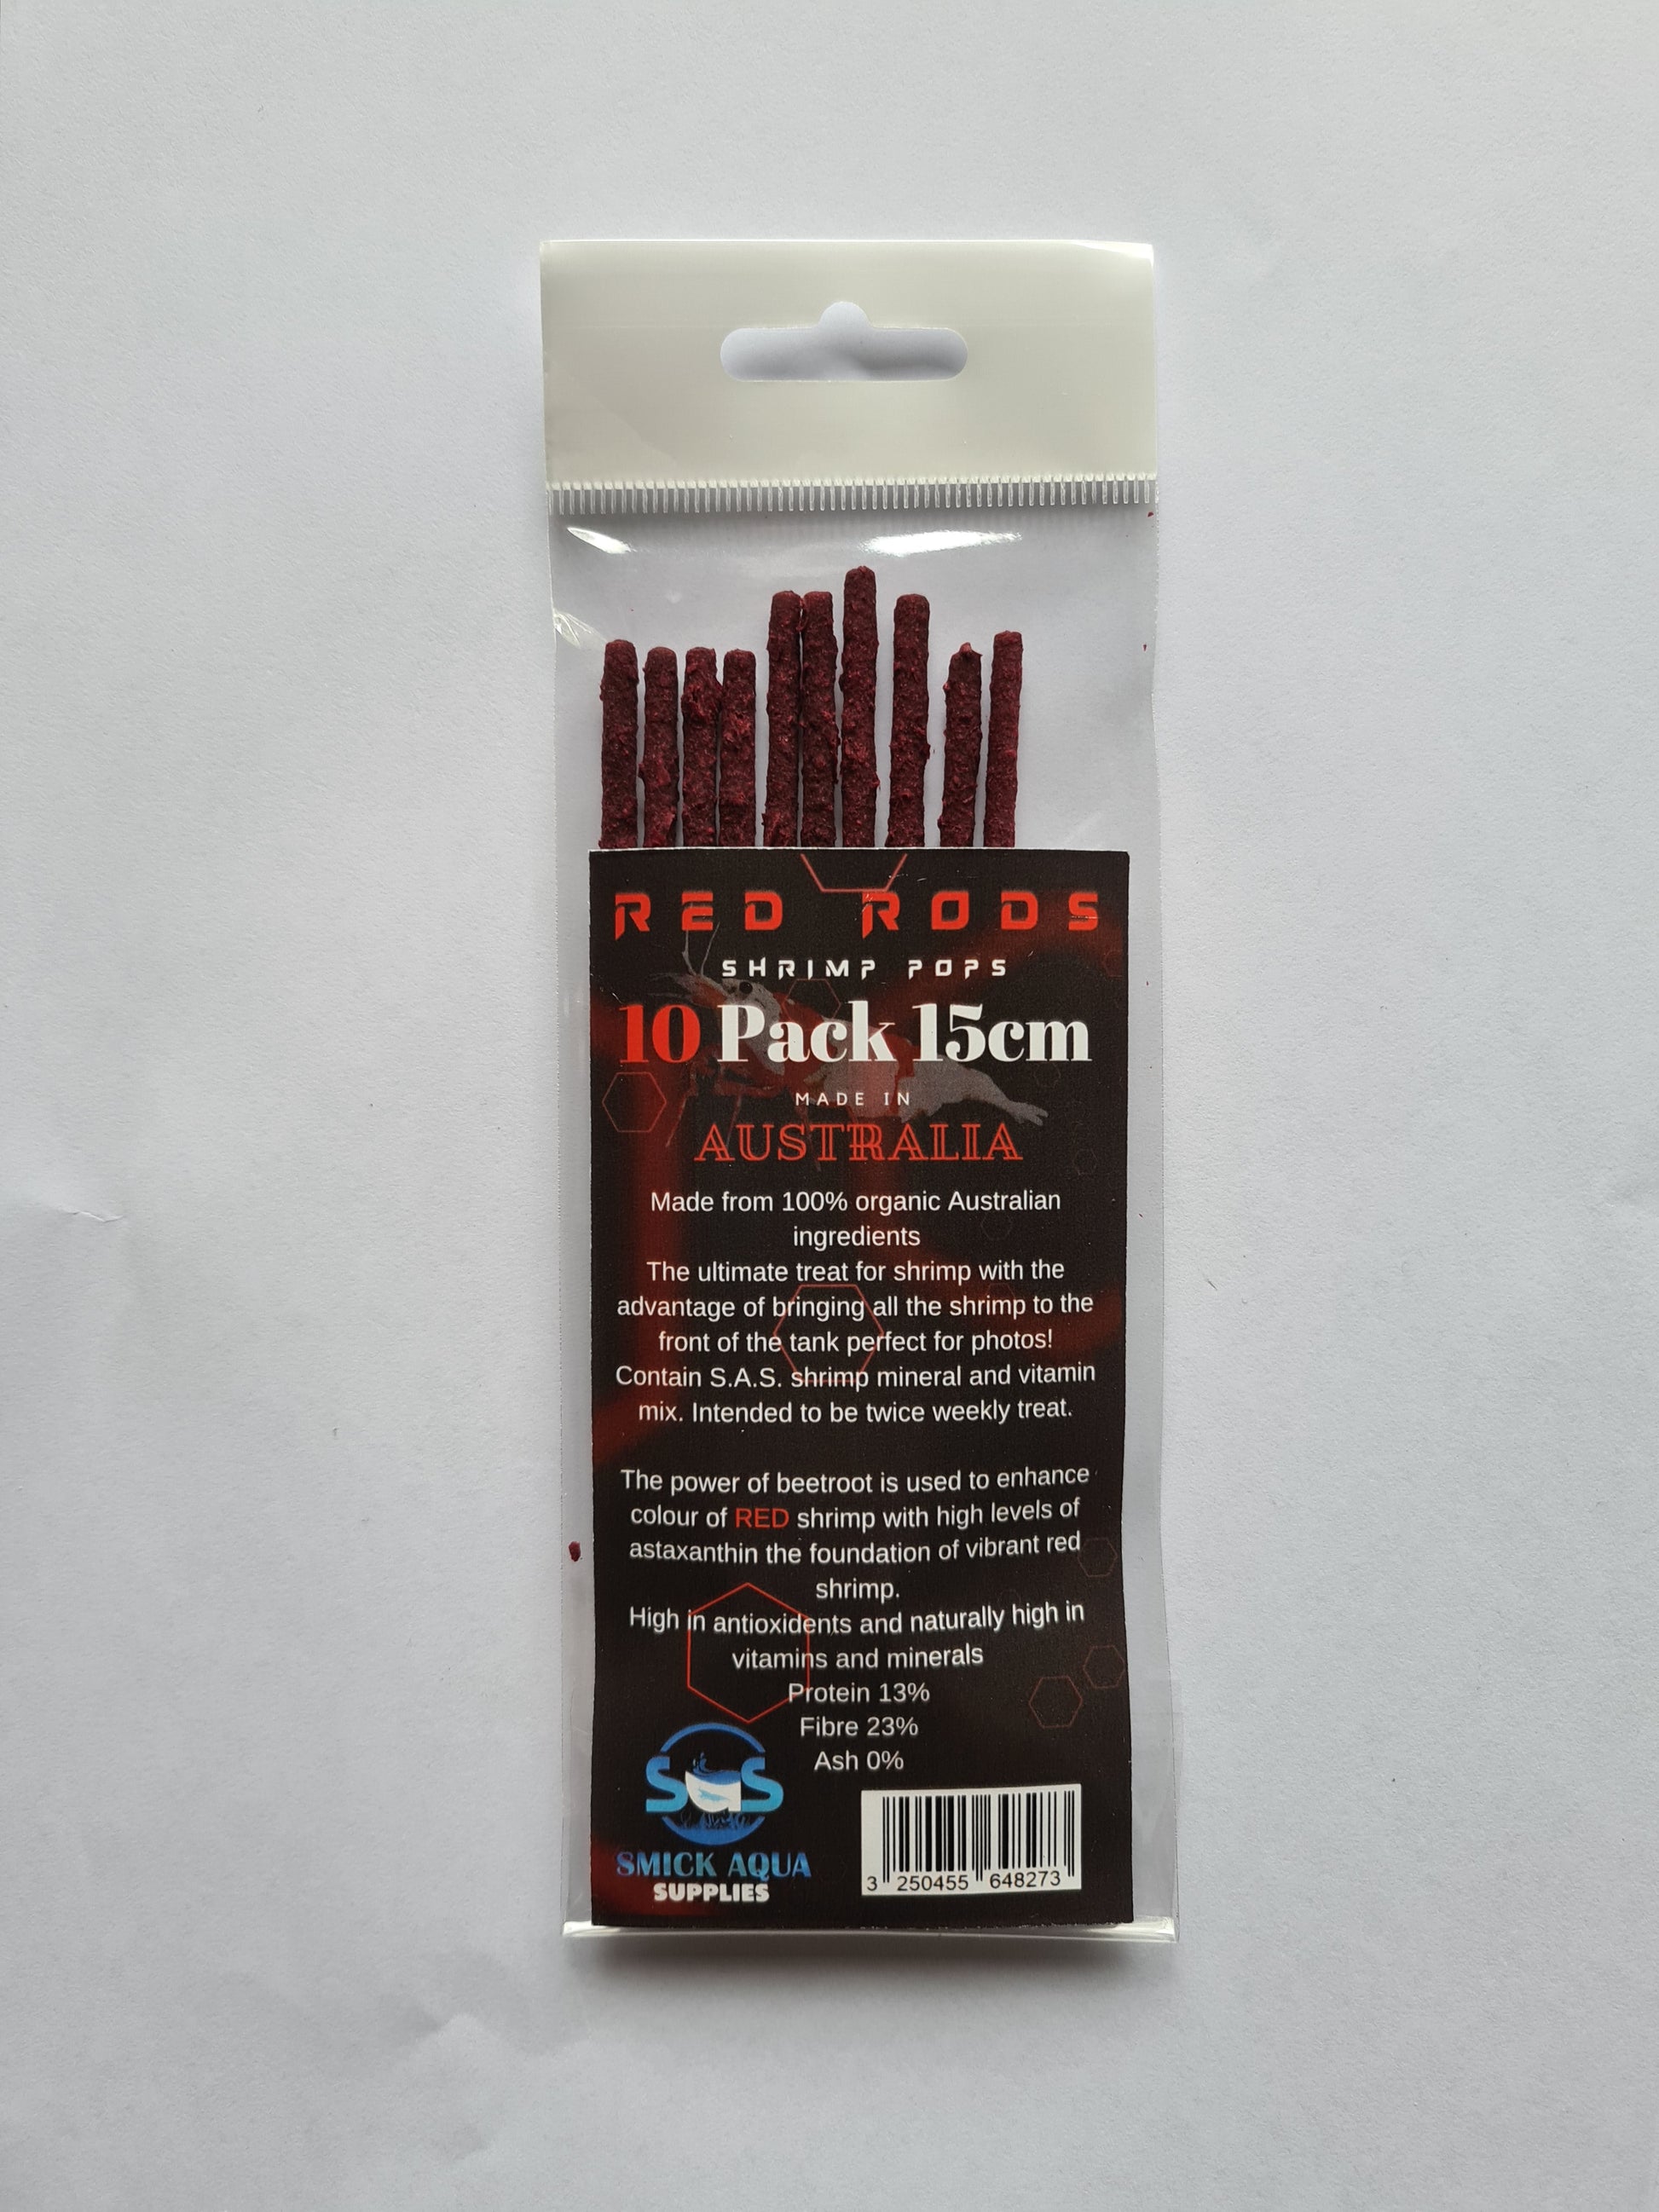 RED RODS
SHRIMP POPS
10 Pack 15cm
MADE IN
AUSTRALIA
Made from 100% organic Australian
ingredients
The ultimate treat for shrimp with the
advantage of bringing all the shrimp to the
front of the tank perfect for photos!
Contain S.A.S. shrimp mineral and vitamin
mix. Intended to be twice weekly treat.
The power of beetroot is used to enhance
colour of RED shrimp with high levels of
astaxanthin the foundation of vibrant red
shrimp.
High in antioxidents and naturally high in
vitamins and minerals
Protein 13%
Fibre 23%
Ash 0%
SaS
SMICK AQUA
SUPPLIES
3 250455 648273